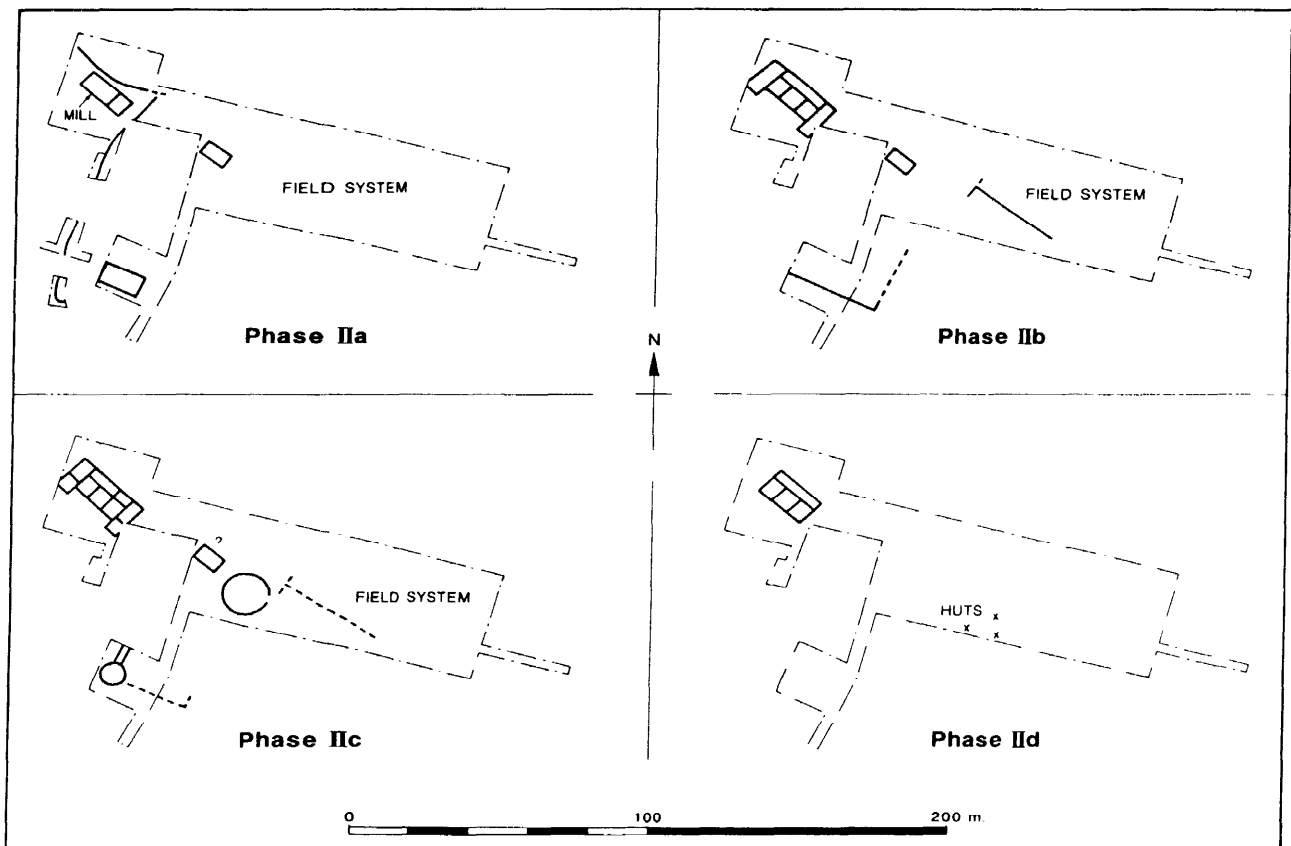 MILL
FIELD SYSTEM
Phase IIa
FIELD SYSTEM
Phase IIb
N
?
FIELD SYSTEM
Phase IIc
HUTS
x
x
x
Phase IId
0 100 200 m.